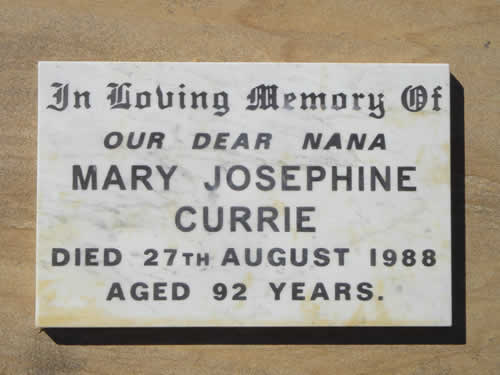 In Loving Memory Of
OUR DEAR NANA
MARY JOSEPHINE
CURRIE
DIED 27TH AUGUST 1988
AGED 92 YEARS.